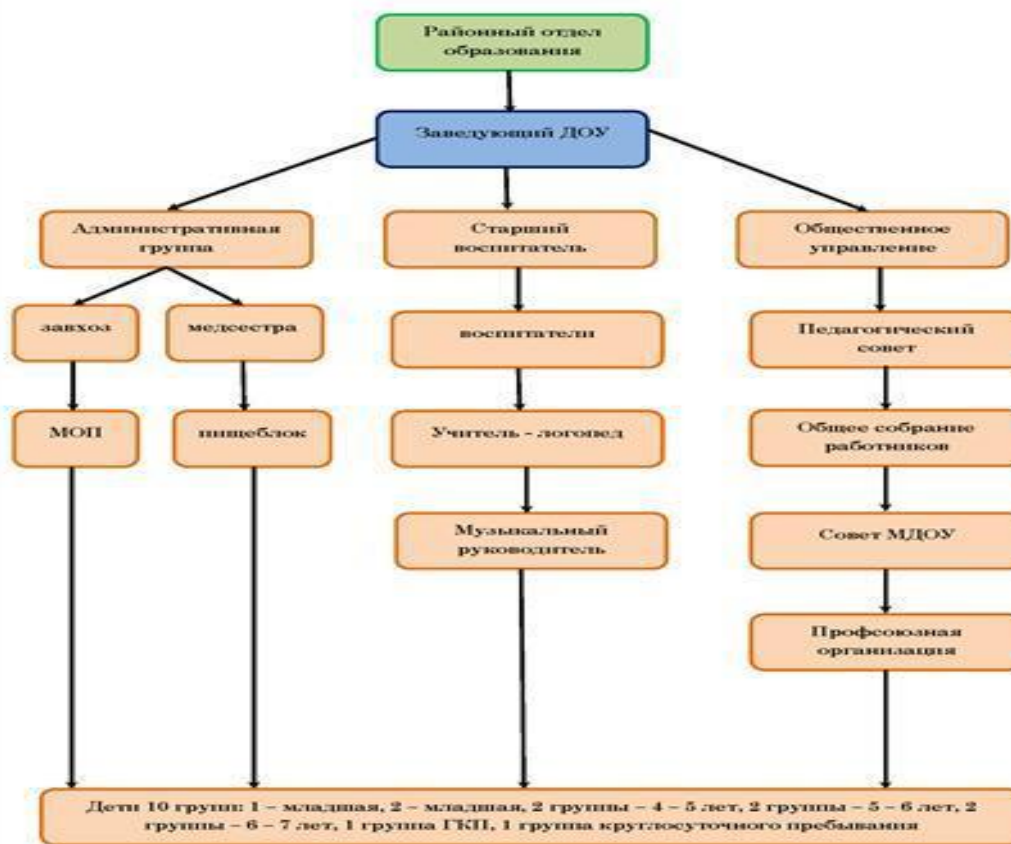 Районный отдел
образования
Заведующий ДОУ
Административная
группа
Старший
воспитатель
Общественное
управление
завхоз
медсестра
воспитатели
Педагогический
совет
МОП
пищеблок
Учитель - логопед
Общее собрание
работников
Музыкальный
руководитель
Совет МДОУ
Профсоюзная
организация
Дети 10 групп: 1 – младшая, 2 – младшая, 2 группы – 4 – 5 лет, 2 группы – 5 – 6 лет, 2
группы – 6 – 7 лет, 1 группа ГКП, 1 группа круглосуточного пребывания